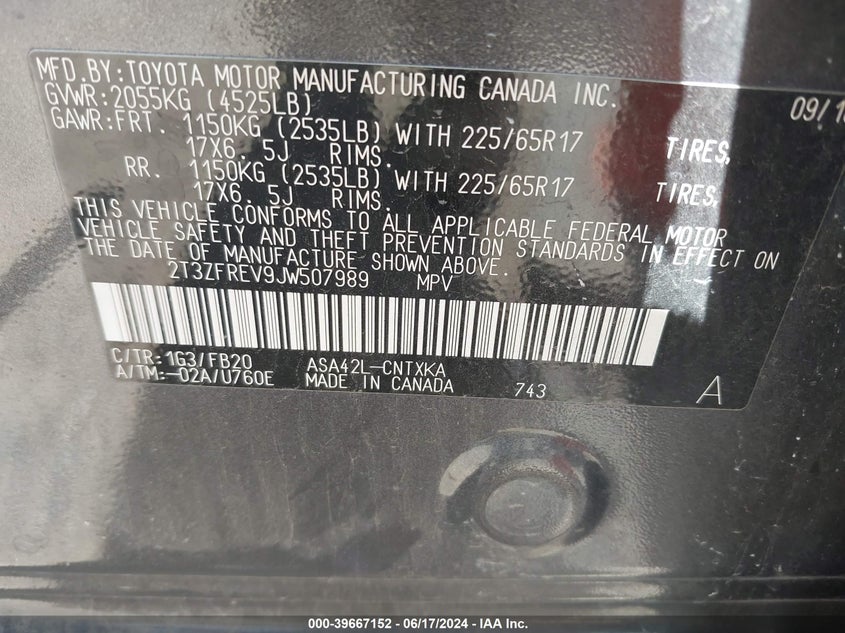 MFD.BY:TOYOTA MOTOR MANUFACTURING CANADA INC.
GVWR:2055KG (4525LB) 09/18
GAWR:FRT. 1150KG (2535LB) WITH 225/65R17 TIRES,
17X6.5J RIMS.
RR. 1150KG (2535LB) WITH 225/65R17 TIRES,
17X6.5J RIMS.
THIS VEHICLE CONFORMS TO ALL APPLICABLE FEDERAL MOTOR
VEHICLE SAFETY AND THEFT PREVENTION STANDARDS IN EFFECT ON
THE DATE OF MANUFACTURE SHOWN ABOVE.
2T3ZFREV9JW507989 MPV
C/TR:1G3/FB20 ASA42L-CNTXKA
A/TM:-02A/U760E MADE IN CANADA 743 A
000-39667152 - 06/17/2024 - IAA Inc.